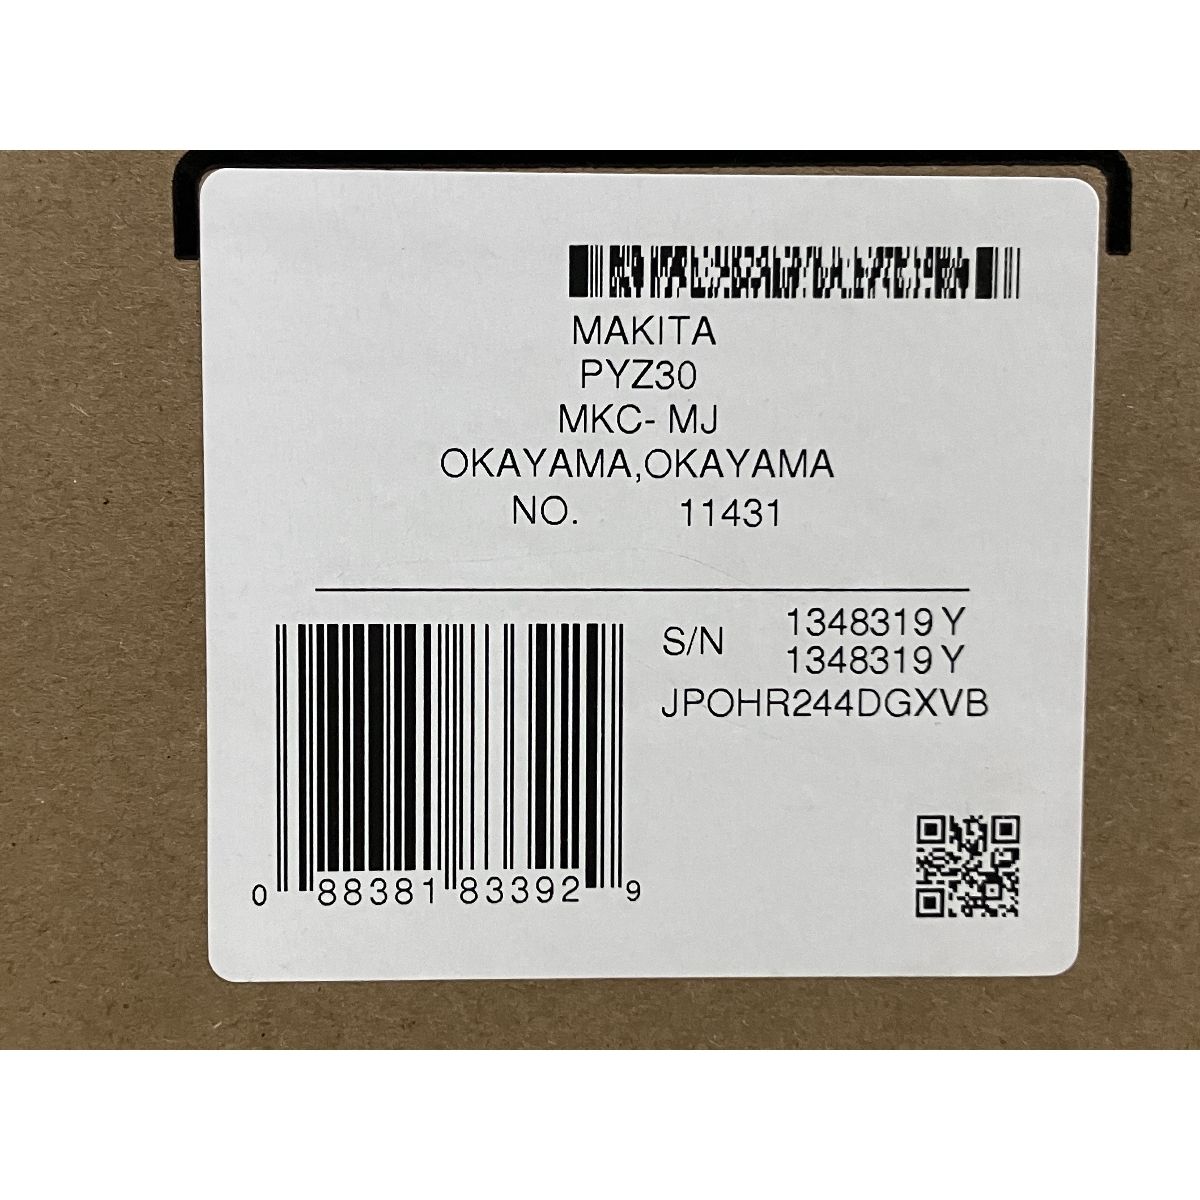 MAKITA
PYZ30
MKC- MJ
OKAYAMA,OKAYAMA
NO. 11431
S/N 1348319 Y
1348319 Y
JPOHR244DGXVB
0 88381 83392 9